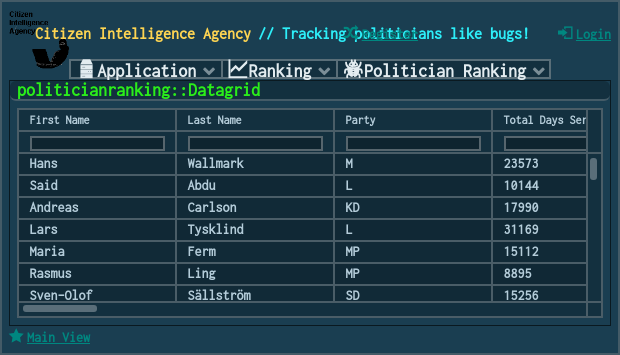 Citizen
Intelligence
Agency
Citizen Intelligence Agency // Tracking politicians like bugs!
Login
Application
Ranking
Politician Ranking
politicianranking::Datagrid
First Name Last Name Party Total Days Ser
Hans Wallmark M 23573
Said Abdu L 10144
Andreas Carlson KD 17990
Lars Tysklind L 31169
Maria Ferm MP 15112
Rasmus Ling MP 8895
Sven-Olof Sällström SD 15256
Main View